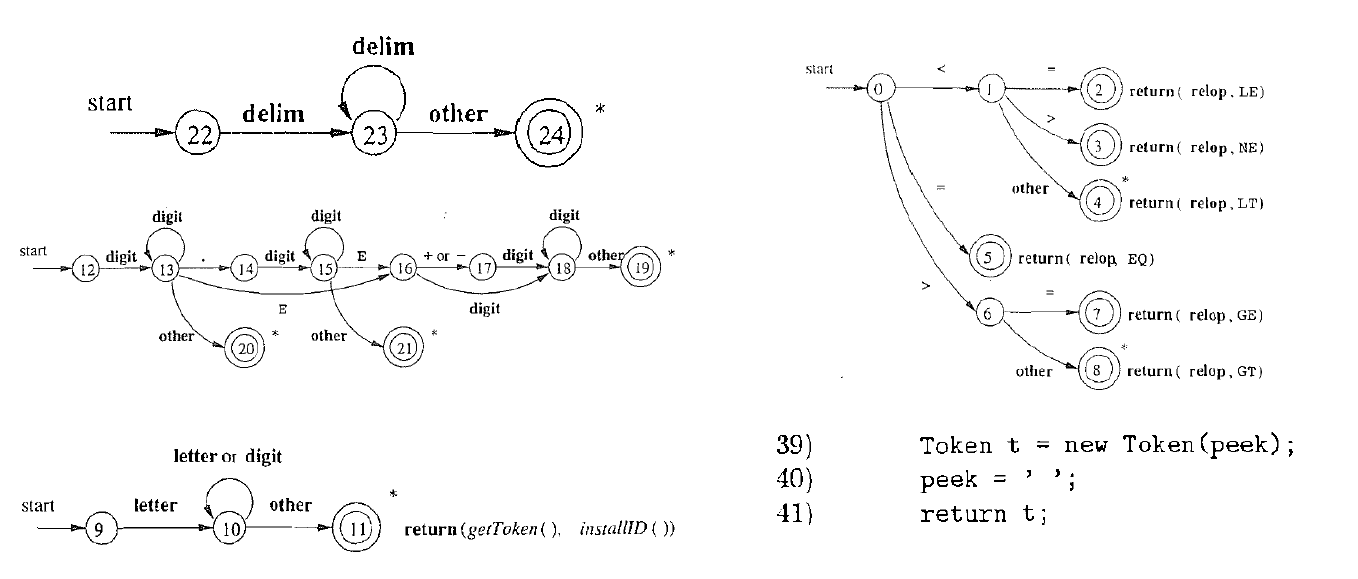 delim
start
delim
other
*
22
23
24
digit
digit
digit
start
digit
.
digit
E
+ or -
digit
other
*
12
13
14
15
16
17
18
19
E
digit
other
*
other
*
20
21
letter or digit
start
letter
other
*
9
10
11
return(getToken(), installID())
start
<
=
0
1
2
return( relop, LE)
>
3
return( relop, NE)
other
*
4
return( relop, LT)
=
5
return( relop, EQ)
>
=
6
7
return( relop, GE)
other
*
8
return( relop, GT)
39) Token t = new Token(peek);
40) peek = ' ';
41) return t;